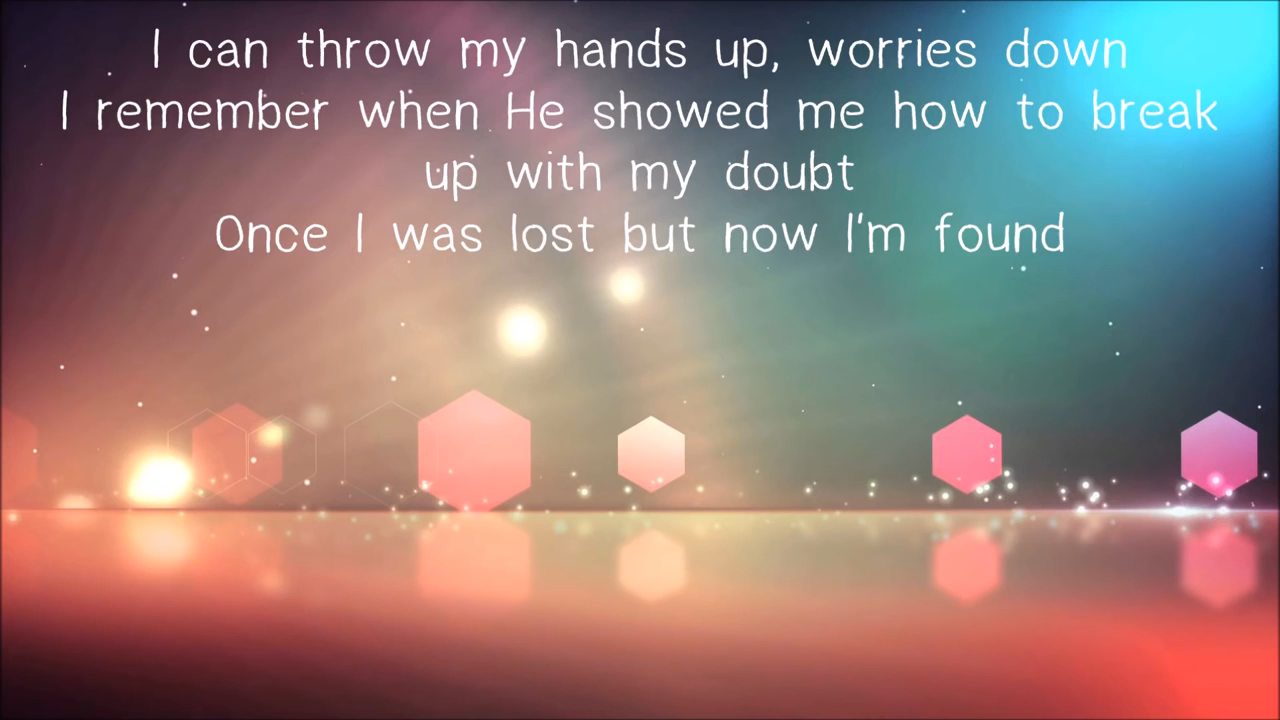 I can throw my hands up, worries down
I remember when He showed me how to break
up with my doubt
Once I was lost but now I'm found